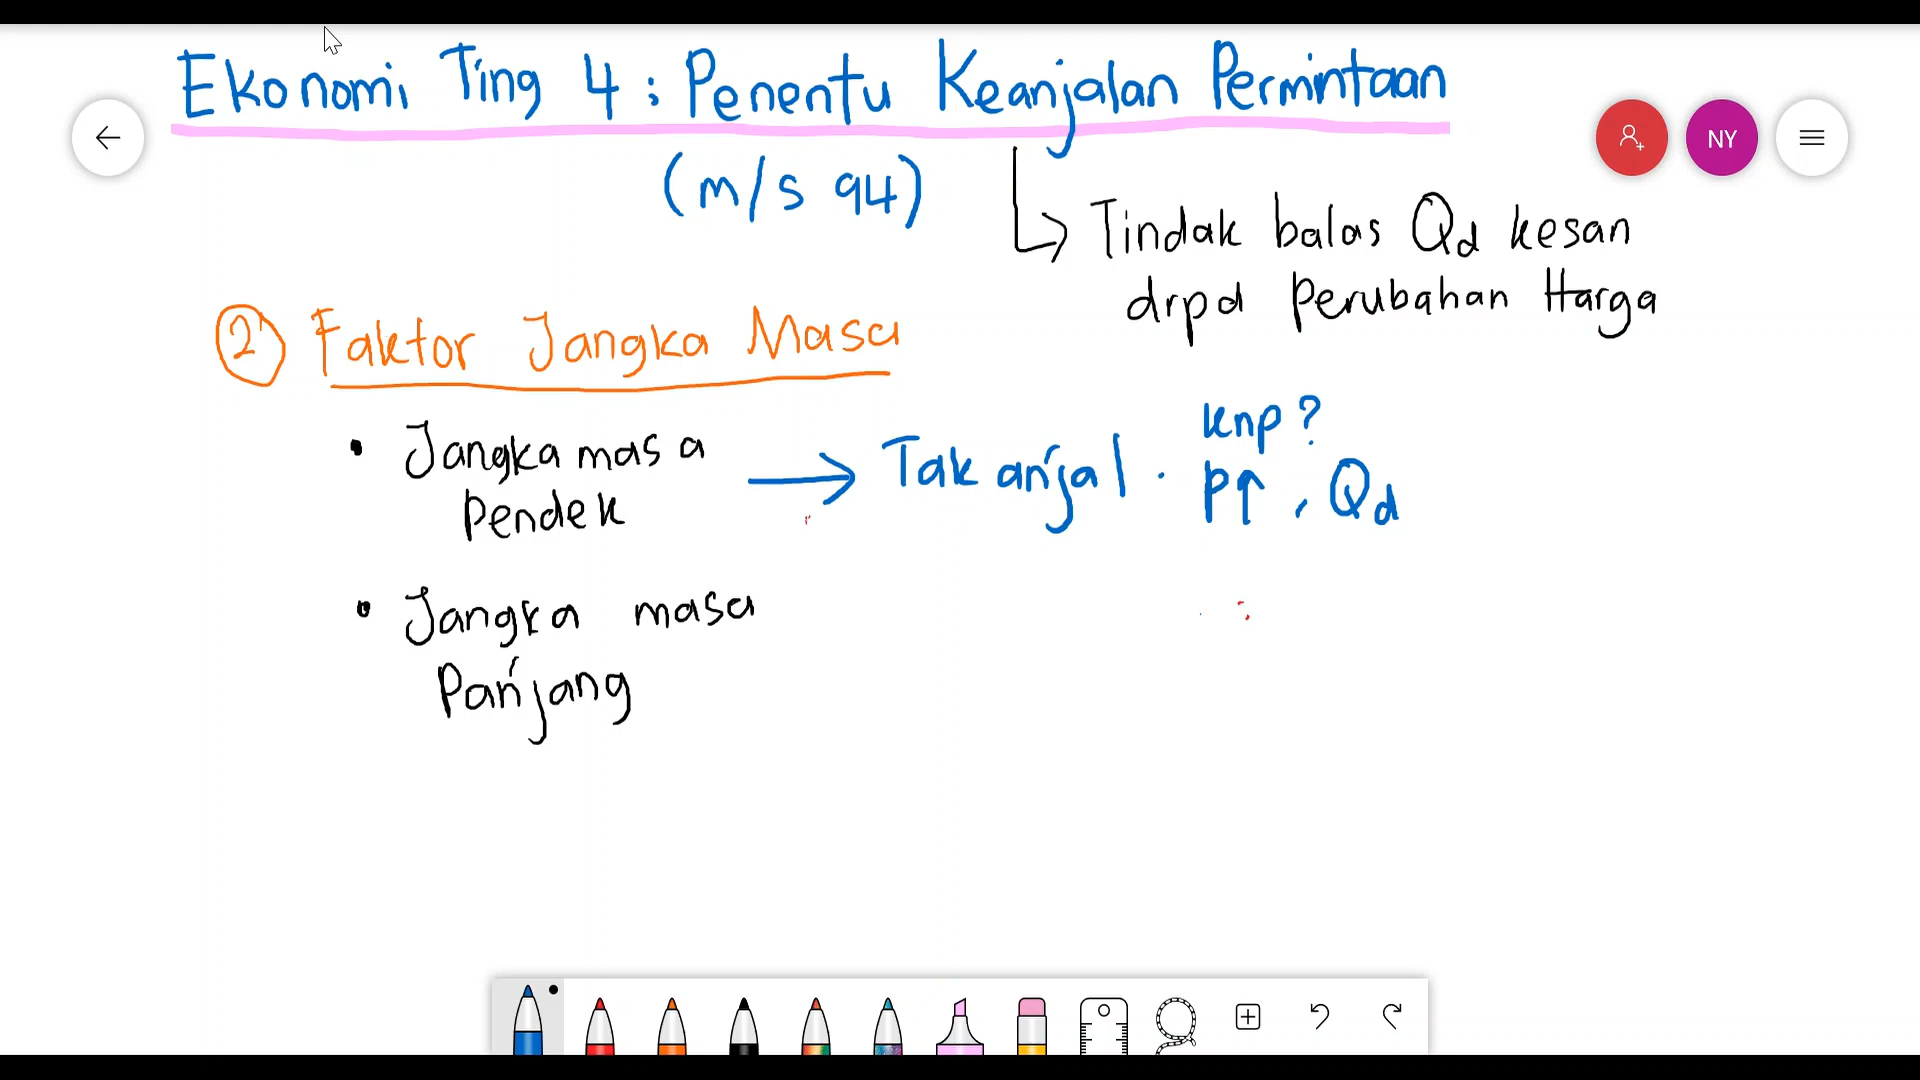 Ekonomi Ting 4 : Penentu Keanjalan Permintaan
(m/s 94)
NY
Tindak balas Qd kesan
drpd Perubahan Harga
② Faktor Jangka Masa
• Jangka masa
Pendek
→ Tak anjal .
knp ?
P↑ , Qd
• Jangka masa
Panjang